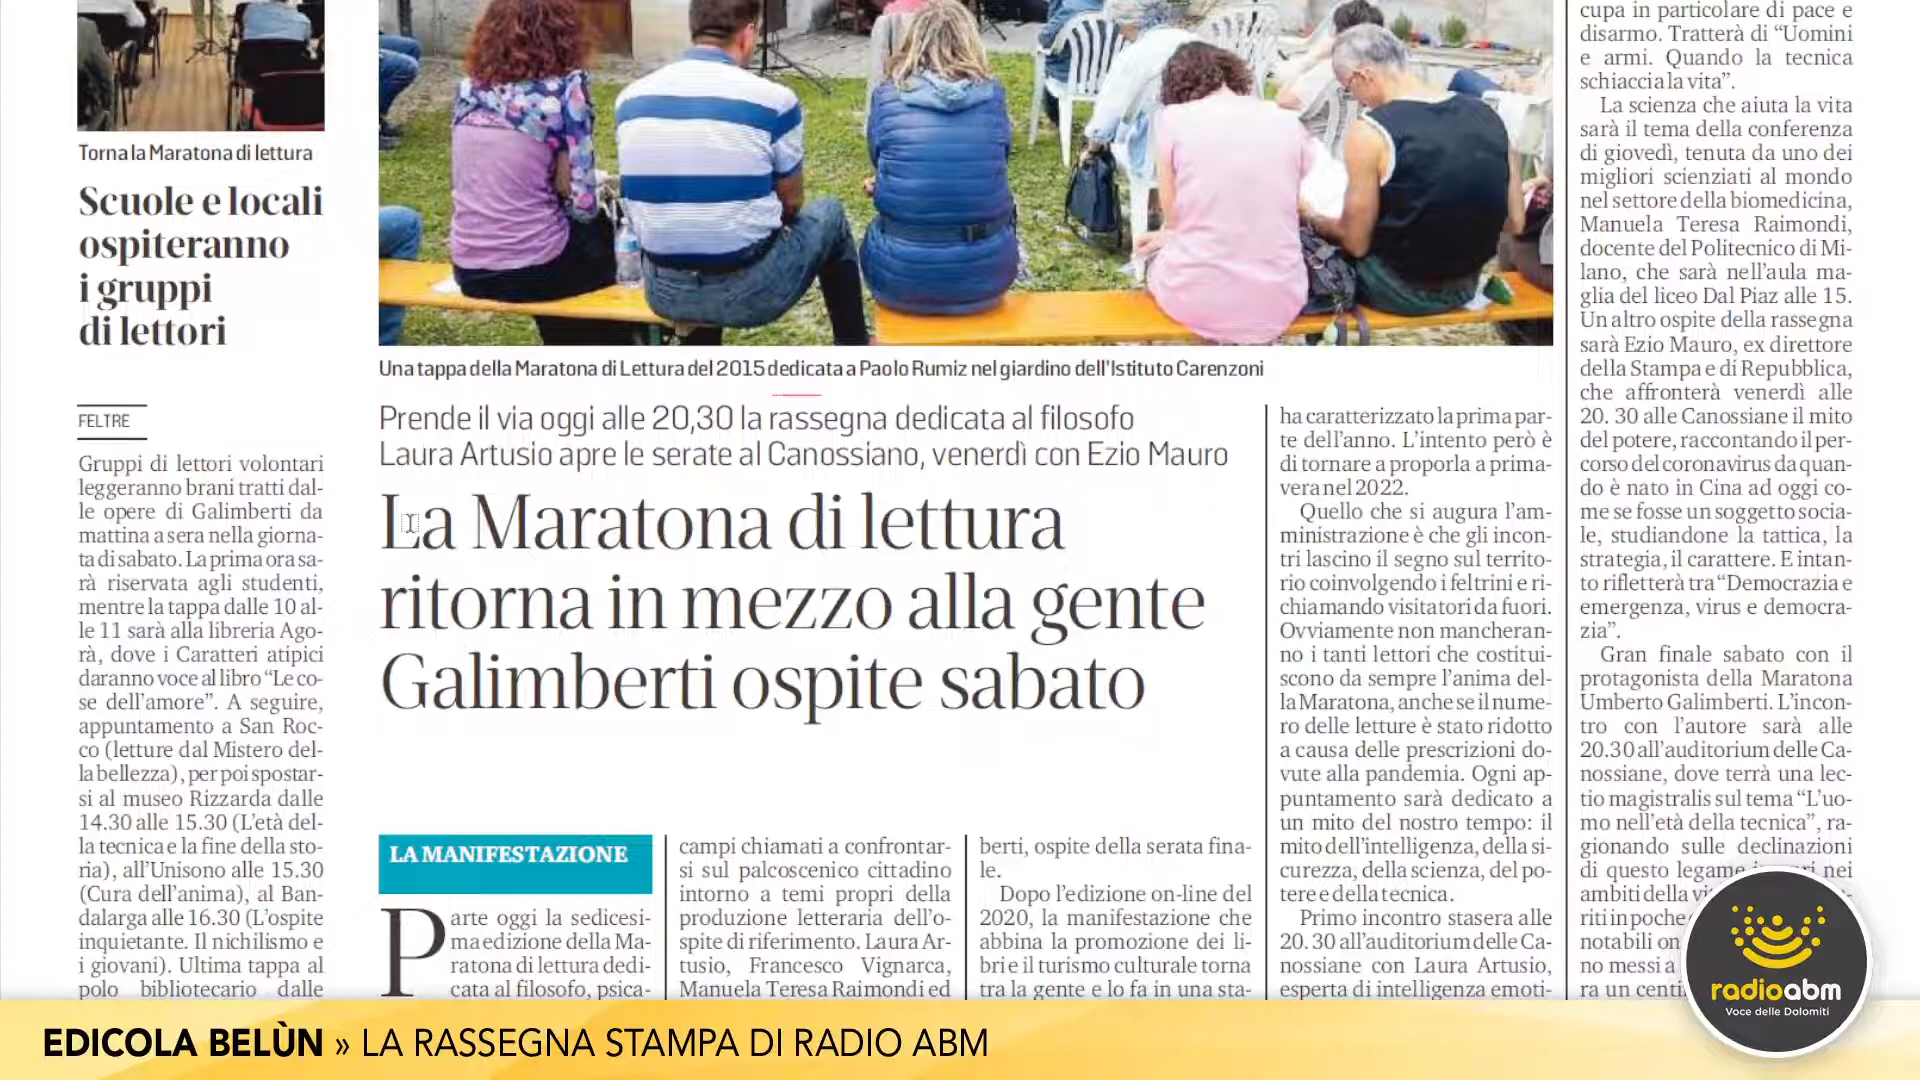 Torna la Maratona di lettura
Scuole e locali
ospiteranno
i gruppi
di lettori
FELTRE
Gruppi di lettori volontari
leggeranno brani tratti dal-
le opere di Galimberti da
mattina a sera nella giorna-
ta di sabato. La prima ora sa-
rà riservata agli studenti,
mentre la tappa dalle 10 al-
le 11 sarà alla libreria Ago-
rà, dove i Caratteri atipici
daranno voce al libro “Le co-
se dell’amore”. A seguire,
appuntamento a San Roc-
co (letture dal Mistero del-
la bellezza), per poi spostar-
si al museo Rizzarda dalle
14.30 alle 15.30 (L’età del-
la tecnica e la fine della sto-
ria), all’Unisono alle 15.30
(Cura dell’anima), al Ban-
dalarga alle 16.30 (L’ospite
inquietante. Il nichilismo e
i giovani). Ultima tappa al
polo bibliotecario dalle
Una tappa della Maratona di Lettura del 2015 dedicata a Paolo Rumiz nel giardino dell'Istituto Carenzoni
Prende il via oggi alle 20,30 la rassegna dedicata al filosofo
Laura Artusio apre le serate al Canossiano, venerdì con Ezio Mauro
La Maratona di lettura
ritorna in mezzo alla gente
Galimberti ospite sabato
LA MANIFESTAZIONE
Parte oggi la sedicesi-
ma edizione della Ma-
ratona di lettura dedi-
cata al filosofo, psica-
campi chiamati a confrontar-
si sul palcoscenico cittadino
intorno a temi propri della
produzione letteraria dell’o-
spite di riferimento. Laura Ar-
tusio, Francesco Vignarca,
Manuela Teresa Raimondi ed
berti, ospite della serata fina-
le.
Dopo l’edizione on-line del
2020, la manifestazione che
abbina la promozione dei li-
bri e il turismo culturale torna
tra la gente e lo fa in una sta-
ha caratterizzato la prima par-
te dell’anno. L’intento però è
di tornare a proporla a prima-
vera nel 2022.
Quello che si augura l’am-
ministrazione è che gli incon-
tri lascino il segno sul territo-
rio coinvolgendo i feltrini e ri-
chiamando visitatori da fuori.
Ovviamente non mancheran-
no i tanti lettori che costitui-
scono da sempre l’anima del-
la Maratona, anche se il nume-
ro delle letture è stato ridotto
a causa delle prescrizioni do-
vute alla pandemia. Ogni ap-
puntamento sarà dedicato a
un mito del nostro tempo: il
mito dell’intelligenza, della si-
curezza, della scienza, del po-
tere e della tecnica.
Primo incontro stasera alle
20.30 all’auditorium delle Ca-
nossiane con Laura Artusio,
esperta di intelligenza emoti-
cupa in particolare di pace e
disarmo. Tratterà di “Uomini
e armi. Quando la tecnica
schiaccia la vita”.
La scienza che aiuta la vita
sarà il tema della conferenza
di giovedì, tenuta da uno dei
migliori scienziati al mondo
nel settore della biomedicina,
Manuela Teresa Raimondi,
docente del Politecnico di Mi-
lano, che sarà nell’aula ma-
glia del liceo Dal Piaz alle 15.
Un altro ospite della rassegna
sarà Ezio Mauro, ex direttore
della Stampa e di Repubblica,
che affronterà venerdì alle
20. 30 alle Canossiane il mito
del potere, raccontando il per-
corso del coronavirus da quan-
do è nato in Cina ad oggi co-
me se fosse un soggetto socia-
le, studiandone la tattica, la
strategia, il carattere. E intan-
to rifletterà tra “Democrazia e
emergenza, virus e democra-
zia”.
Gran finale sabato con il
protagonista della Maratona
Umberto Galimberti. L’incon-
tro con l’autore sarà alle
20.30 all’auditorium delle Ca-
nossiane, dove terrà una lec-
tio magistralis sul tema “L’uo-
mo nell’età della tecnica”, ra-
gionando sulle declinazioni
di questo legame nei
ambiti della
riti in poche
notabili
no messi a
ra un
radioabm
Voce delle Dolomiti
EDICOLA BELÙN » LA RASSEGNA STAMPA DI RADIO ABM